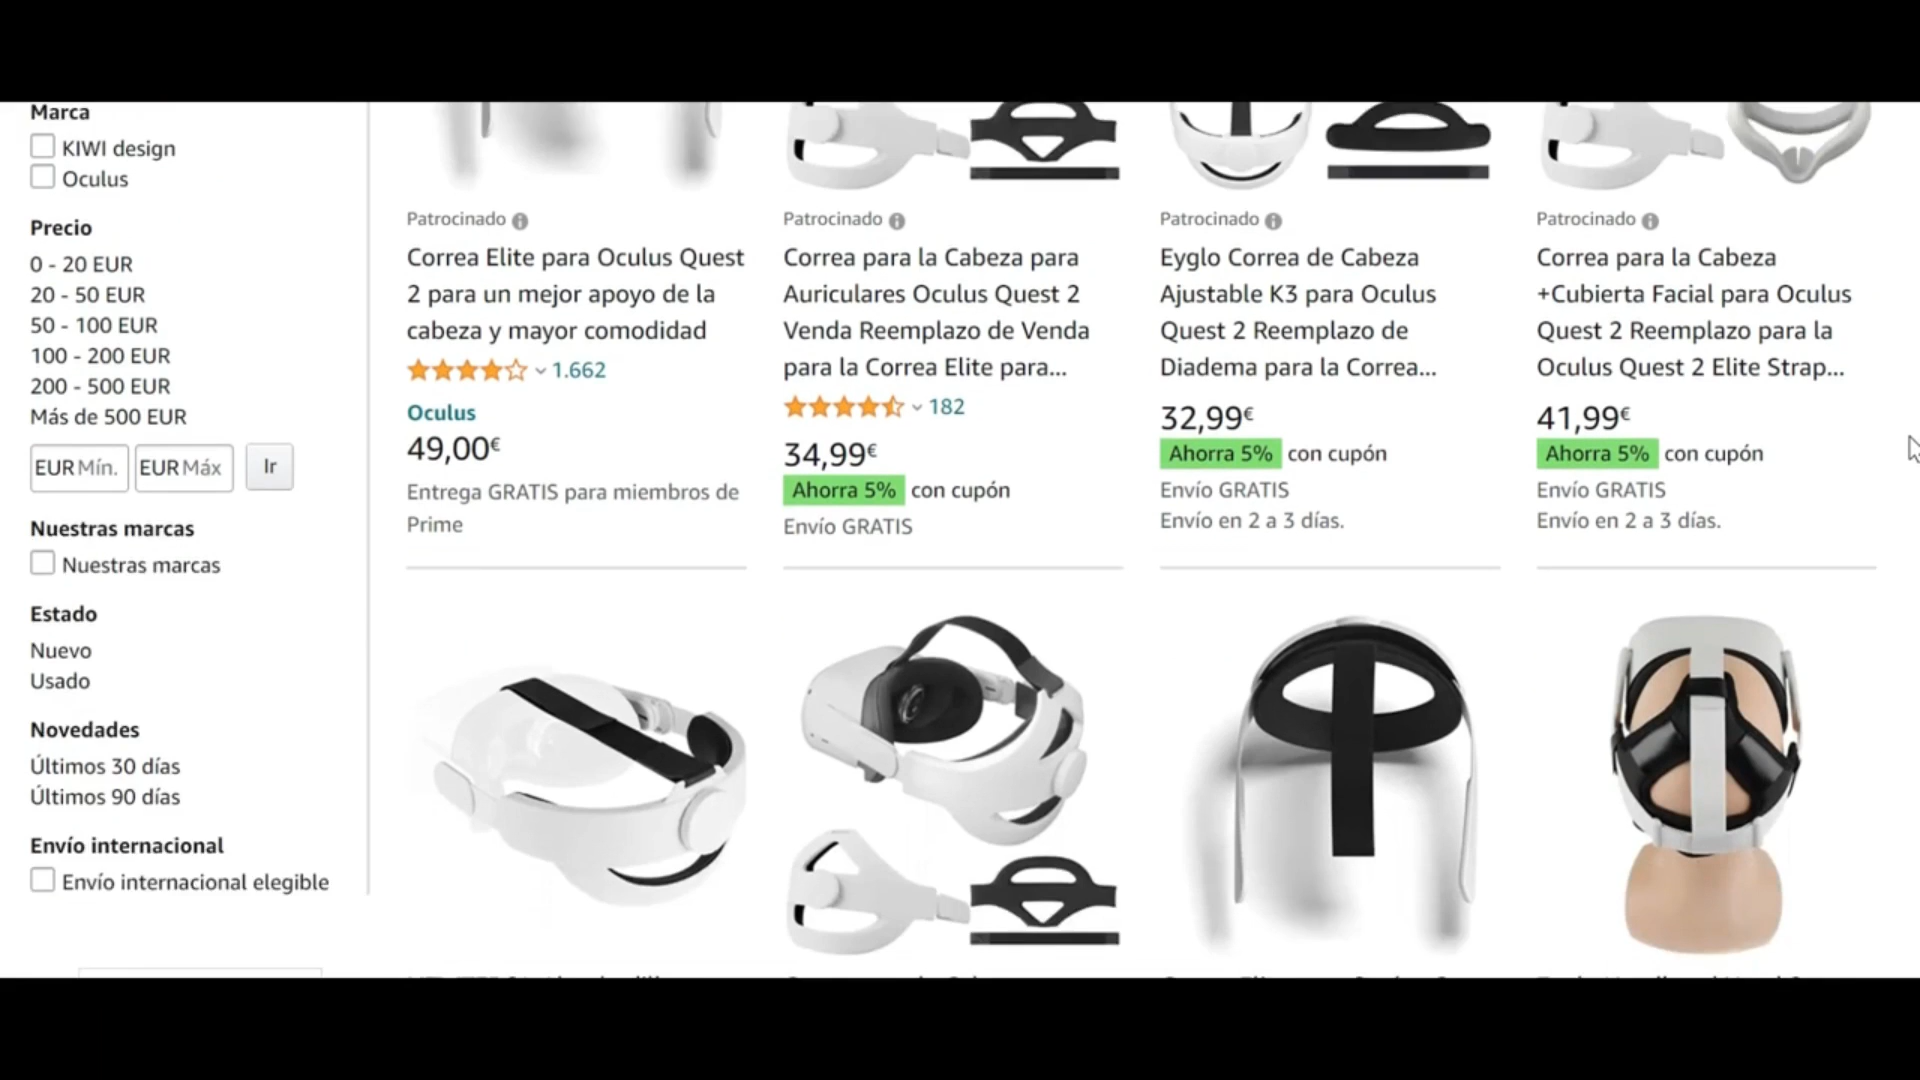 Marca
KIWI design
Oculus
Precio
0 - 20 EUR
20 - 50 EUR
50 - 100 EUR
100 - 200 EUR
200 - 500 EUR
Más de 500 EUR
EUR Mín. EUR Máx Ir
Nuestras marcas
Nuestras marcas
Estado
Nuevo
Usado
Novedades
Últimos 30 días
Últimos 90 días
Envío internacional
Envío internacional elegible
Patrocinado
Correa Elite para Oculus Quest
2 para un mejor apoyo de la
cabeza y mayor comodidad
1.662
Oculus
49,00€
Entrega GRATIS para miembros de
Prime
Patrocinado
Correa para la Cabeza para
Auriculares Oculus Quest 2
Venda Reemplazo de Venda
para la Correa Elite para...
182
34,99€
Ahorra 5% con cupón
Envío GRATIS
Patrocinado
Eyglo Correa de Cabeza
Ajustable K3 para Oculus
Quest 2 Reemplazo de
Diadema para la Correa...
32,99€
Ahorra 5% con cupón
Envío GRATIS
Envío en 2 a 3 días.
Patrocinado
Correa para la Cabeza
+Cubierta Facial para Oculus
Quest 2 Reemplazo para la
Oculus Quest 2 Elite Strap...
41,99€
Ahorra 5% con cupón
Envío GRATIS
Envío en 2 a 3 días.